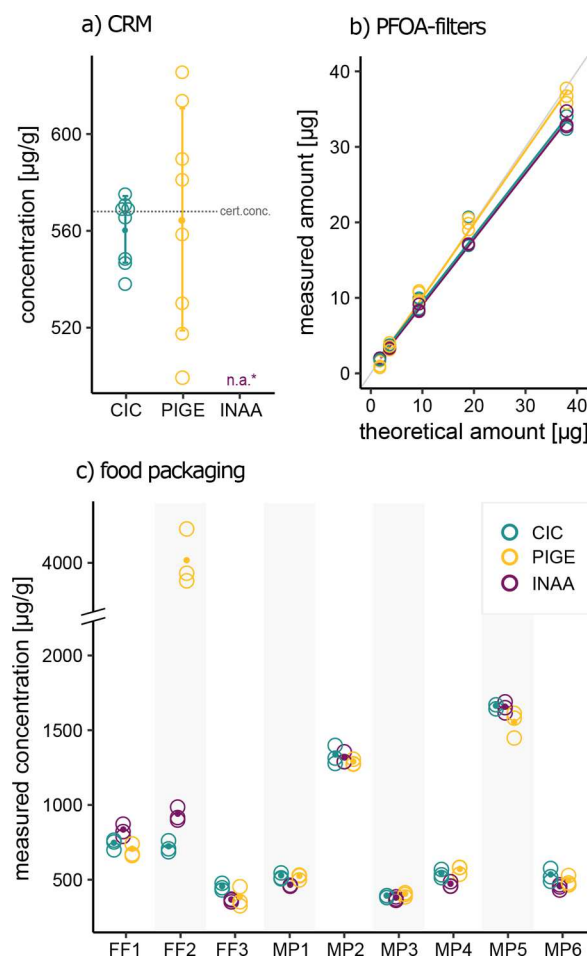 a) CRM
concentration [µg/g]
600
560
520
cert.conc.
n.a.*
CIC PIGE INAA
b) PFOA-filters
measured amount [µg]
40
30
20
10
0
0 10 20 30 40
theoretical amount [µg]
c) food packaging
measured concentration [µg/g]
4000
2000
1500
1000
500
CIC
PIGE
INAA
FF1 FF2 FF3 MP1 MP2 MP3 MP4 MP5 MP6